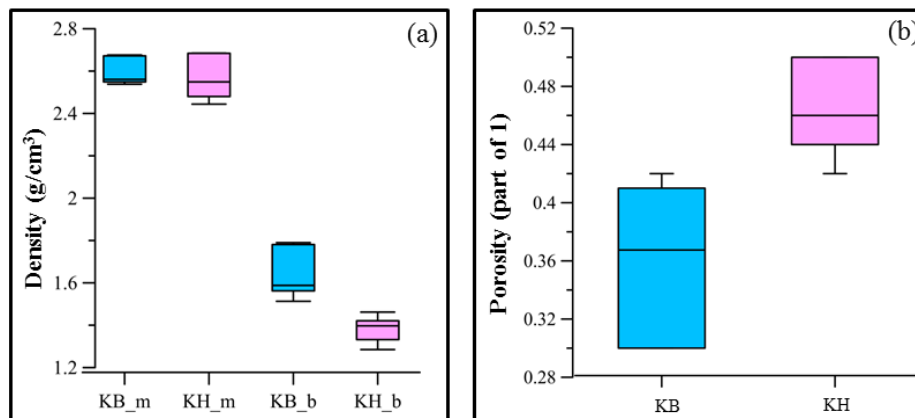 (a)
Density (g/cm³)
2.8
2.4
2
1.6
1.2
KB_m KH_m KB_b KH_b
(b)
Porosity (part of 1)
0.52
0.48
0.44
0.4
0.36
0.32
0.28
KB KH